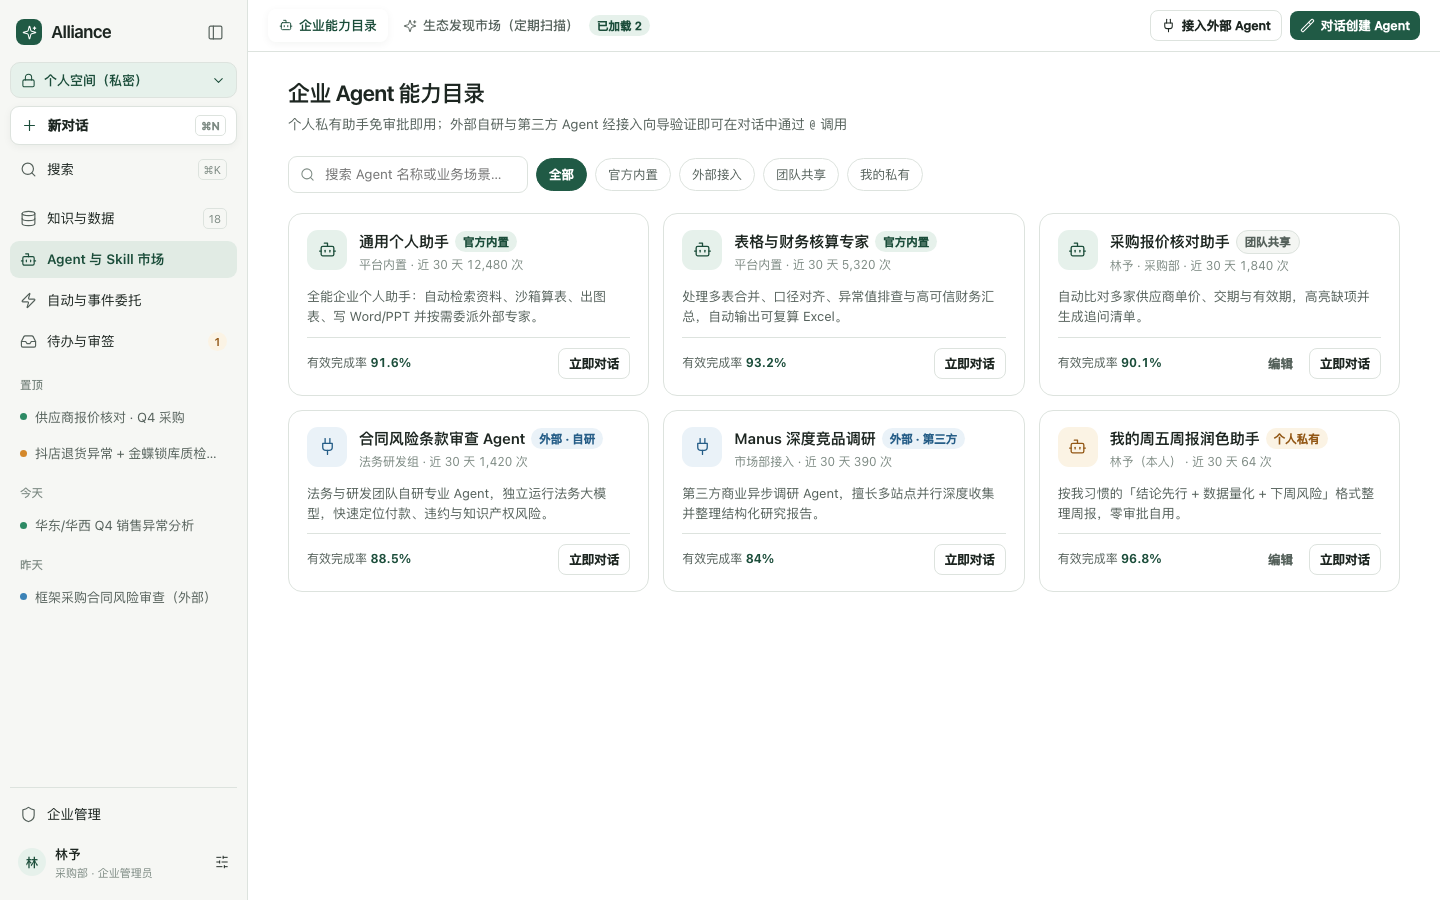 Alliance
个人空间（私密）
新对话 ⌘N
搜索 ⌘K
知识与数据 18
Agent 与 Skill 市场
自动与事件委托
待办与审签 1
置顶
供应商报价核对 · Q4 采购
抖店退货异常 + 金蝶锁库质检...
今天
华东/华西 Q4 销售异常分析
昨天
框架采购合同风险审查（外部）
企业管理
林 林予
采购部 · 企业管理员
企业能力目录 生态发现市场（定期扫描） 已加载 2 接入外部 Agent 对话创建 Agent
企业 Agent 能力目录
个人私有助手免审批即用；外部自研与第三方 Agent 经接入向导验证即可在对话中通过 @ 调用
搜索 Agent 名称或业务场景... 全部 官方内置 外部接入 团队共享 我的私有
通用个人助手 官方内置
平台内置 · 近 30 天 12,480 次
全能企业个人助手：自动检索资料、沙箱算表、出图
表、写 Word/PPT 并按需委派外部专家。
有效完成率 91.6% 立即对话
表格与财务核算专家 官方内置
平台内置 · 近 30 天 5,320 次
处理多表合并、口径对齐、异常值排查与高可信财务汇
总，自动输出可复算 Excel。
有效完成率 93.2% 立即对话
采购报价核对助手 团队共享
林予 · 采购部 · 近 30 天 1,840 次
自动比对多家供应商单价、交期与有效期，高亮缺项并
生成追问清单。
有效完成率 90.1% 编辑 立即对话
合同风险条款审查 Agent 外部 · 自研
法务研发组 · 近 30 天 1,420 次
法务与研发团队自研专业 Agent，独立运行法务大模
型，快速定位付款、违约与知识产权风险。
有效完成率 88.5% 立即对话
Manus 深度竞品调研 外部 · 第三方
市场部接入 · 近 30 天 390 次
第三方商业异步调研 Agent，擅长多站点并行深度收集
并整理结构化研究报告。
有效完成率 84% 立即对话
我的周五周报润色助手 个人私有
林予（本人） · 近 30 天 64 次
按我习惯的「结论先行 + 数据量化 + 下周风险」格式整
理周报，零审批自用。
有效完成率 96.8% 编辑 立即对话